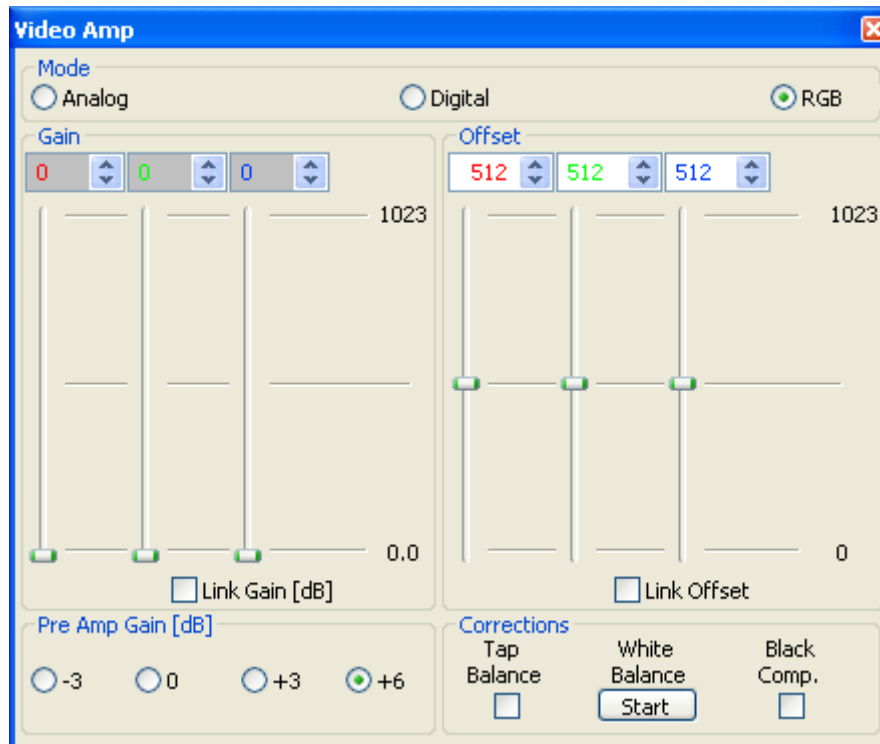 Video Amp
Mode
Analog Digital RGB
Gain
0 0 0
1023
0.0
Link Gain [dB]
Offset
512 512 512
1023
0
Link Offset
Pre Amp Gain [dB]
-3 0 +3 +6
Corrections
Tap Balance
White Balance
Start
Black Comp.